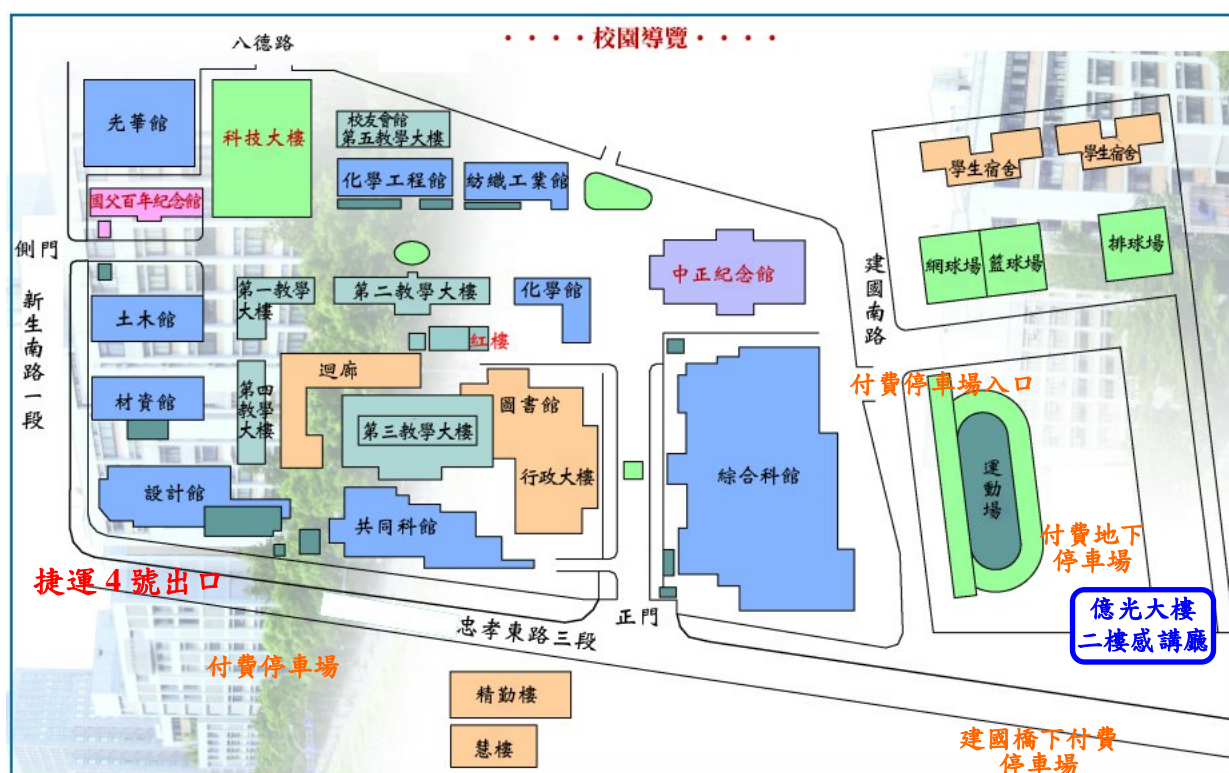 ････校園導覽････
八德路
光華館
科技大樓
校友會館
第五教學大樓
化學工程館
紡織工業館
學生宿舍
學生宿舍
國父百年紀念館
側門
新生南路一段
中正紀念館
建國南路
網球場
籃球場
排球場
第一教學
大樓
第二教學大樓
化學館
土木館
紅樓
迴廊
材資館
第四
教學
大樓
圖書館
第三教學大樓
行政大樓
綜合科館
付費停車場入口
運動場
設計館
共同科館
付費地下
停車場
捷運4號出口
正門
忠孝東路三段
億光大樓
二樓感講廳
付費停車場
精勤樓
慧樓
建國橋下付費
停車場